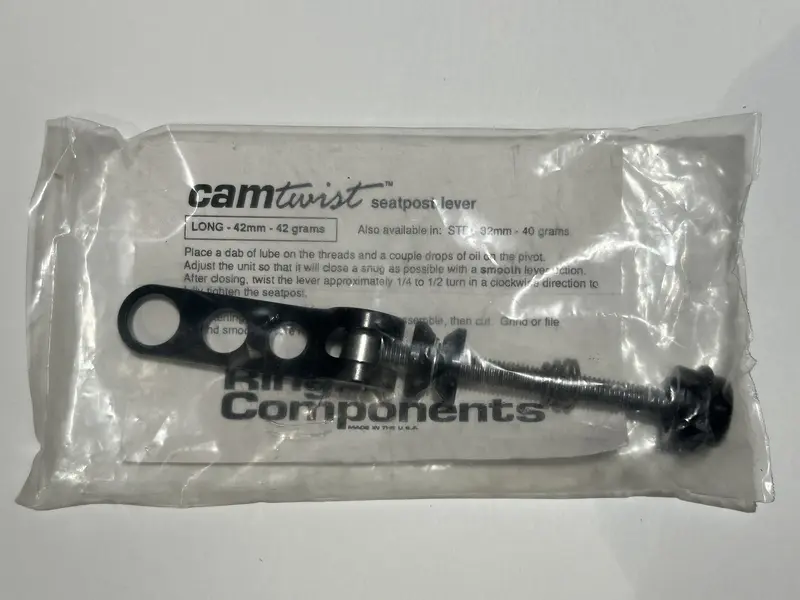 camtwist™ seatpost lever
LONG - 42mm - 42 grams Also available in: 32mm - 40 grams
Place a dab of lube on the threads and a couple drops of oil on the pivot.
Adjust the unit so that it will close a snug as possible with a smooth lever action.
After closing, twist the lever approximately 1/4 to 1/2 turn in a clockwise direction to
tighten the seatpost.
then cut. Grind or file
Components
MADE IN THE U.S.A.